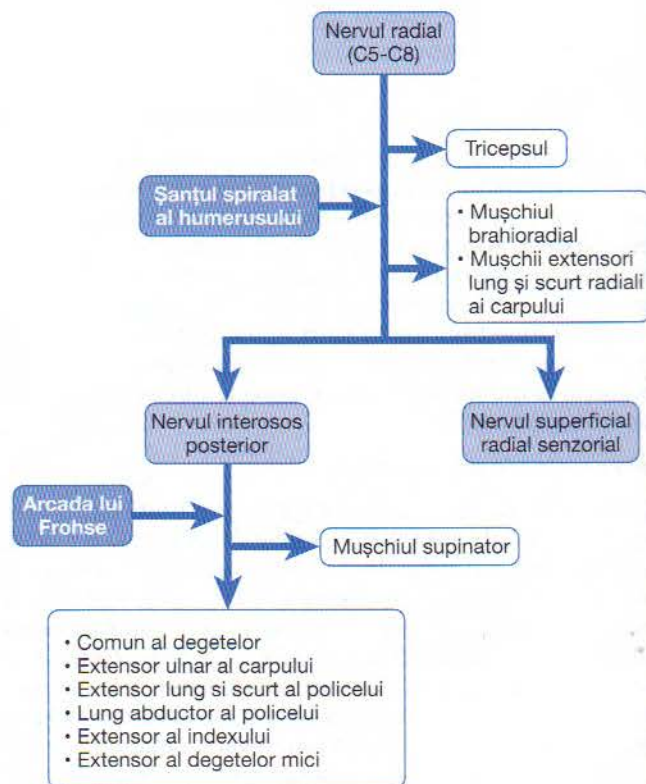 Nervul radial
(C5-C8)
Tricepsul
Șanțul spiralat
al humerusului
• Mușchiul
brahioradial
• Mușchii extensori
lung și scurt radiali
ai carpului
Nervul interosos
posterior
Nervul superficial
radial senzorial
Arcada lui
Frohse
Mușchiul supinator
• Comun al degetelor
• Extensor ulnar al carpului
• Extensor lung si scurt al policelui
• Lung abductor al policelui
• Extensor al indexului
• Extensor al degetelor mici